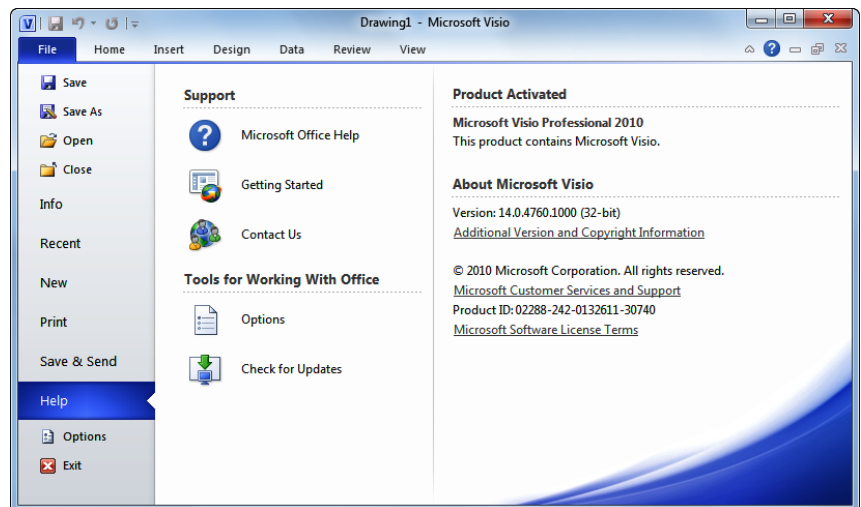 Drawing1 - Microsoft Visio
File Home Insert Design Data Review View
Save
Save As
Open
Close
Info
Recent
New
Print
Save & Send
Help
Options
Exit
Support
Microsoft Office Help
Getting Started
Contact Us
Tools for Working With Office
Options
Check for Updates
Product Activated
Microsoft Visio Professional 2010
This product contains Microsoft Visio.
About Microsoft Visio
Version: 14.0.4760.1000 (32-bit)
Additional Version and Copyright Information
© 2010 Microsoft Corporation. All rights reserved.
Microsoft Customer Services and Support
Product ID: 02288-242-0132611-30740
Microsoft Software License Terms